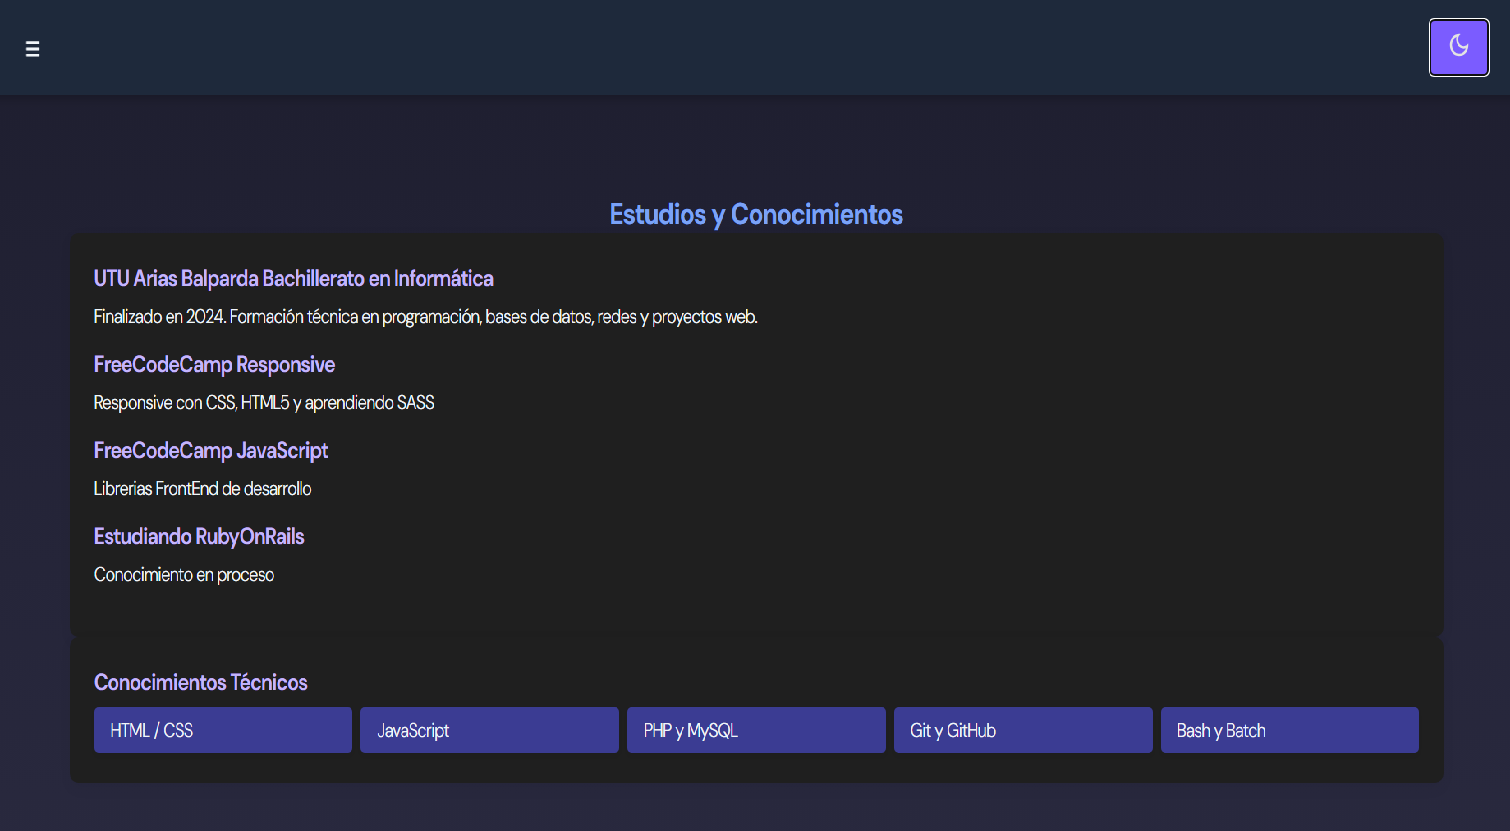 Estudios y Conocimientos
UTU Arias Balparda Bachillerato en Informática
Finalizado en 2024. Formación técnica en programación, bases de datos, redes y proyectos web.
FreeCodeCamp Responsive
Responsive con CSS, HTML5 y aprendiendo SASS
FreeCodeCamp JavaScript
Librerias FrontEnd de desarrollo
Estudiando RubyOnRails
Conocimiento en proceso
Conocimientos Técnicos
HTML / CSS
JavaScript
PHP y MySQL
Git y GitHub
Bash y Batch